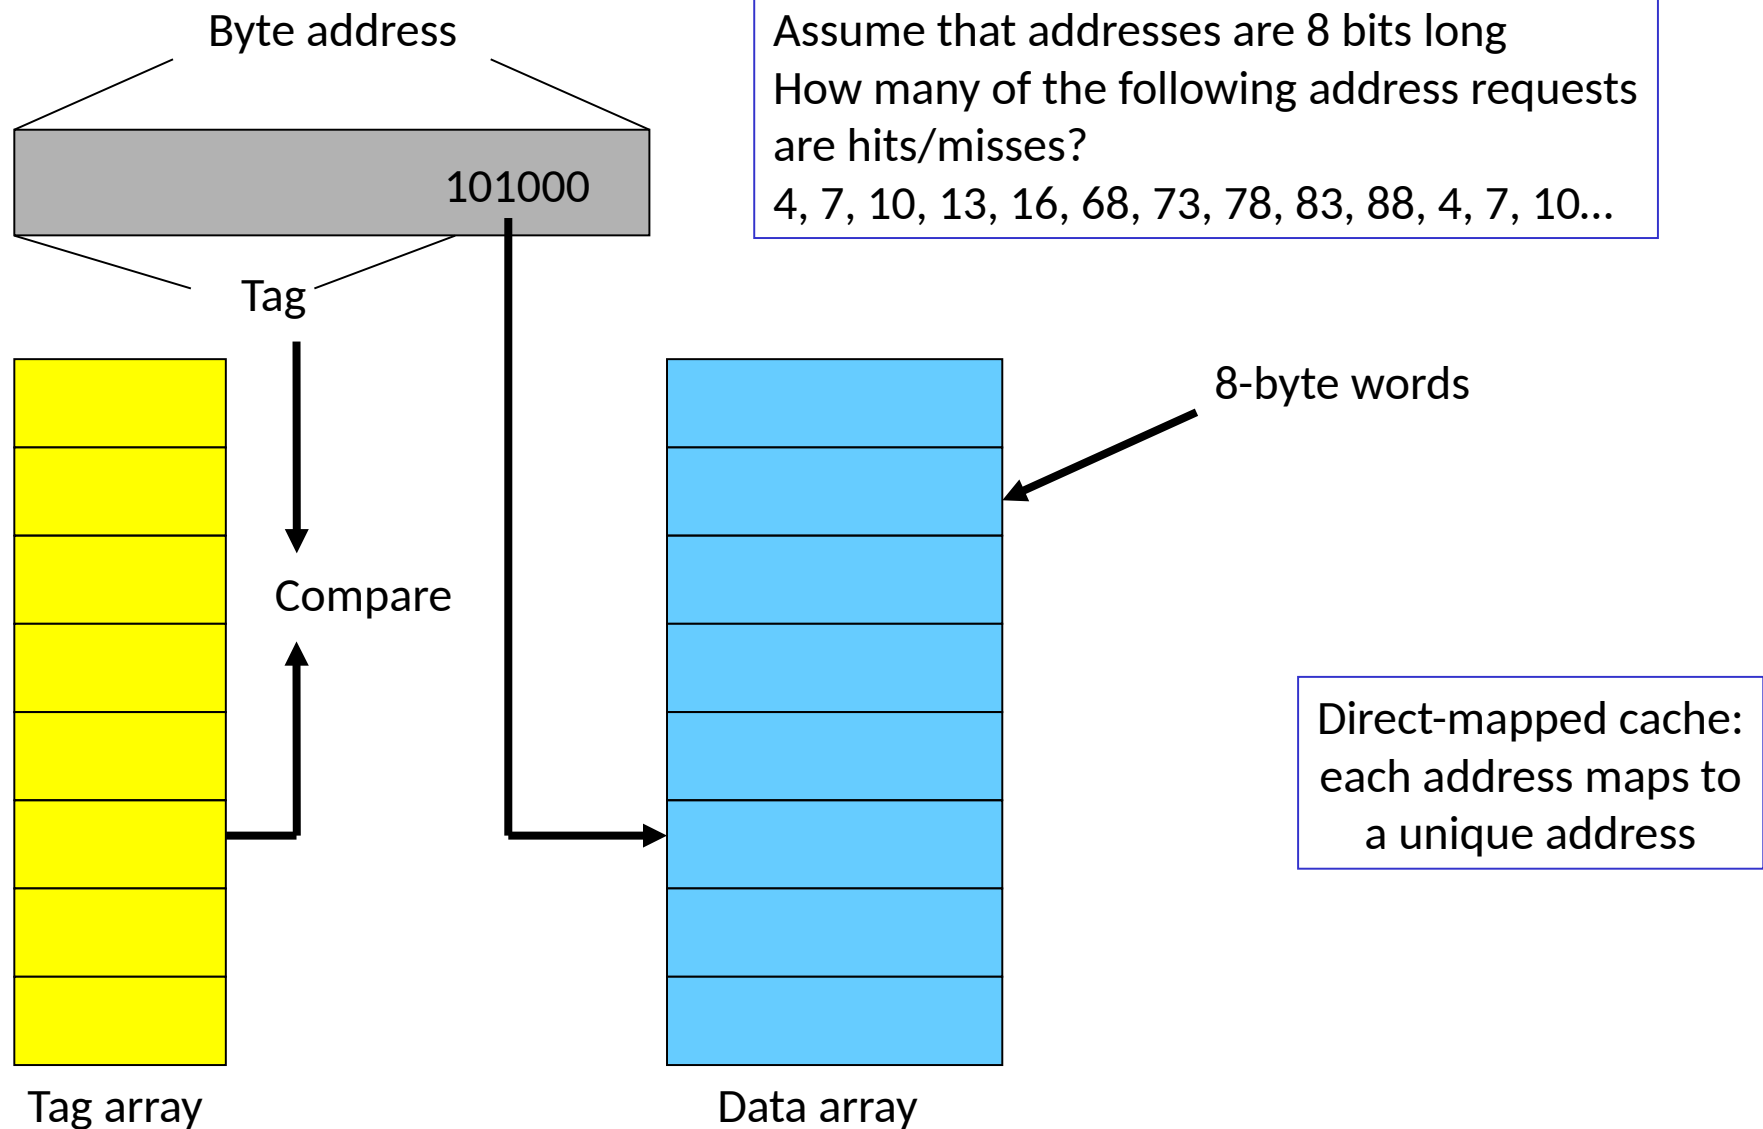 Byte address
Assume that addresses are 8 bits long
How many of the following address requests
are hits/misses?
4, 7, 10, 13, 16, 68, 73, 78, 83, 88, 4, 7, 10…
101000
Tag
8-byte words
Compare
Direct-mapped cache:
each address maps to
a unique address
Tag array
Data array